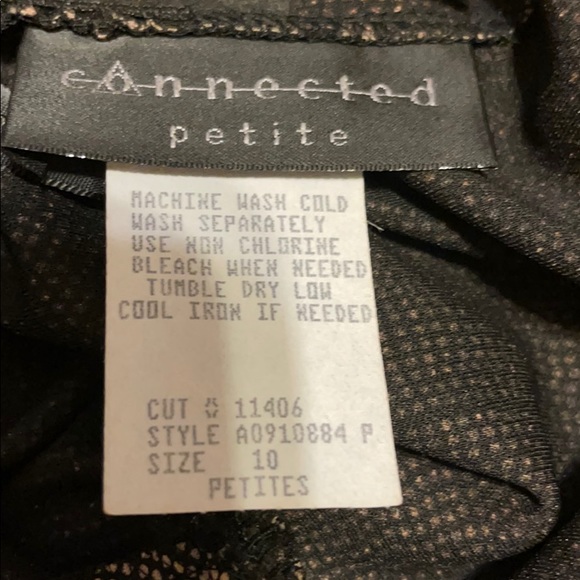 cOnnected
petite
MACHINE WASH COLD
WASH SEPARATELY
USE NON CHLORINE
BLEACH WHEN NEEDED
TUMBLE DRY LOW
COOL IRON IF NEEDED
CUT # 11406
STYLE A0910884 P
SIZE 10
PETITES